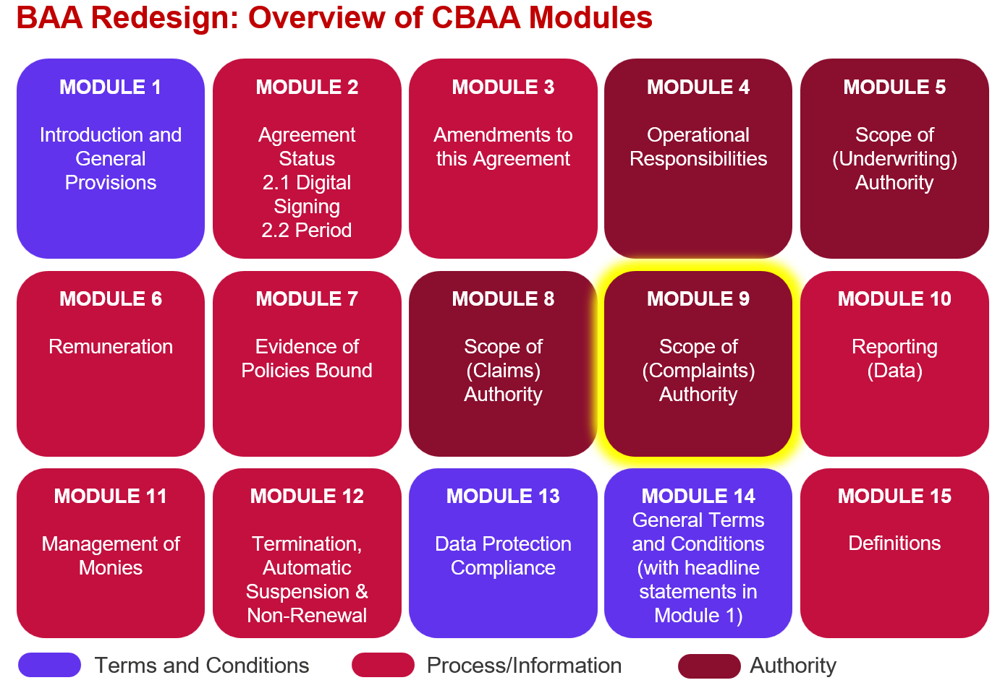 BAA Redesign: Overview of CBAA Modules
MODULE 1
Introduction and
General
Provisions
MODULE 2
Agreement
Status
2.1 Digital
Signing
2.2 Period
MODULE 3
Amendments to
this Agreement
MODULE 4
Operational
Responsibilities
MODULE 5
Scope of
(Underwriting)
Authority
MODULE 6
Remuneration
MODULE 7
Evidence of
Policies Bound
MODULE 8
Scope of
(Claims)
Authority
MODULE 9
Scope of
(Complaints)
Authority
MODULE 10
Reporting
(Data)
MODULE 11
Management of
Monies
MODULE 12
Termination,
Automatic
Suspension &
Non-Renewal
MODULE 13
Data Protection
Compliance
MODULE 14
General Terms
and Conditions
(with headline
statements in
Module 1)
MODULE 15
Definitions
Terms and Conditions
Process/Information
Authority